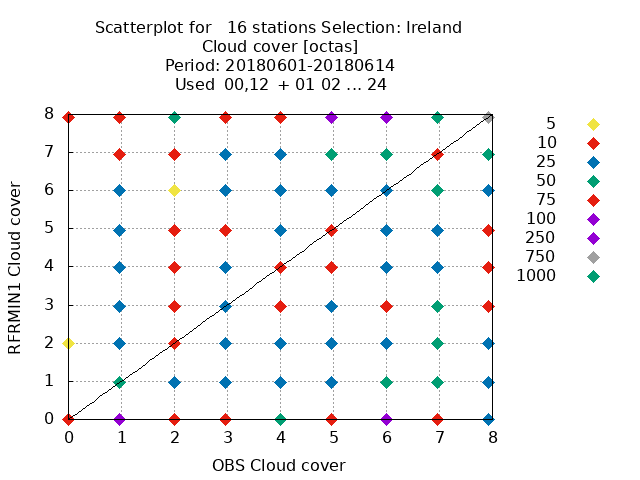 Scatterplot for   16 stations Selection: Ireland
Cloud cover [octas]
Period: 20180601-20180614
Used  00,12  + 01 02 ... 24
8
7
6
5
4
3
2
1
0
RFRMIN1 Cloud cover
0 1 2 3 4 5 6 7 8
OBS Cloud cover
5
10
25
50
75
100
250
750
1000